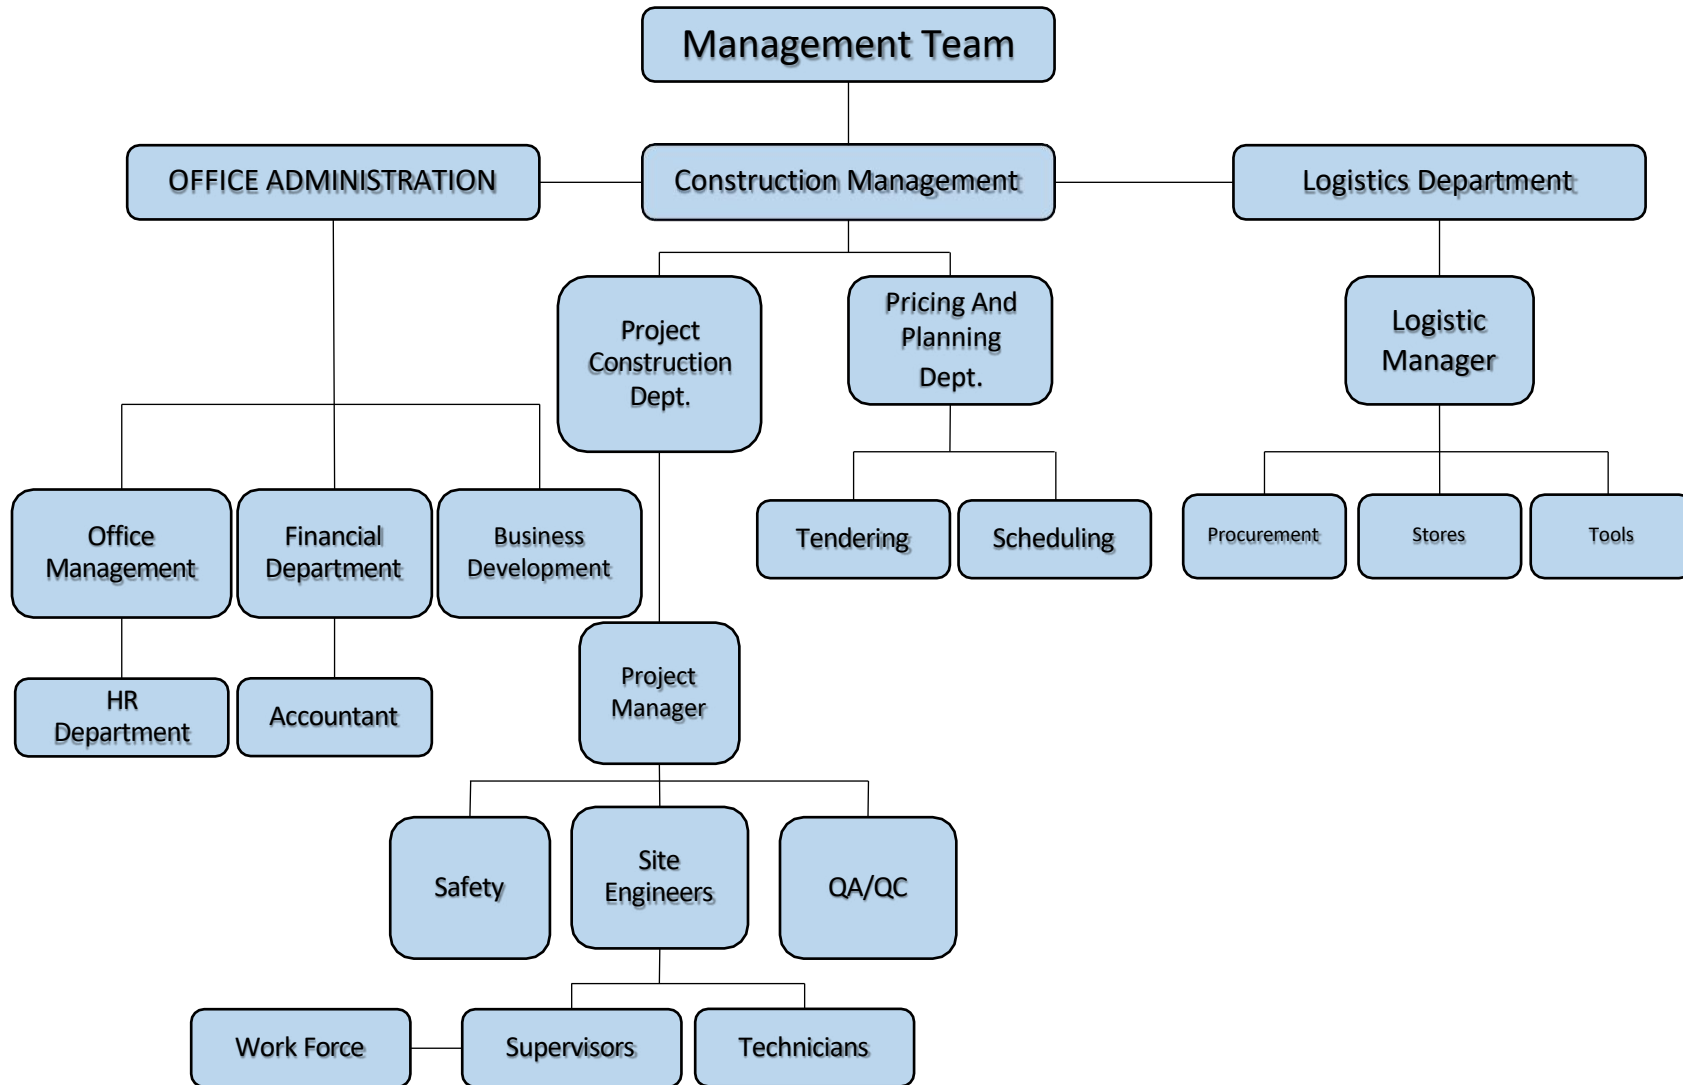 Management Team
OFFICE ADMINISTRATION
Construction Management
Logistics Department
Project
Construction
Dept.
Pricing And
Planning
Dept.
Logistic
Manager
Office
Management
Financial
Department
Business
Development
Tendering
Scheduling
Procurement
Stores
Tools
HR
Department
Accountant
Project
Manager
Safety
Site
Engineers
QA/QC
Work Force
Supervisors
Technicians